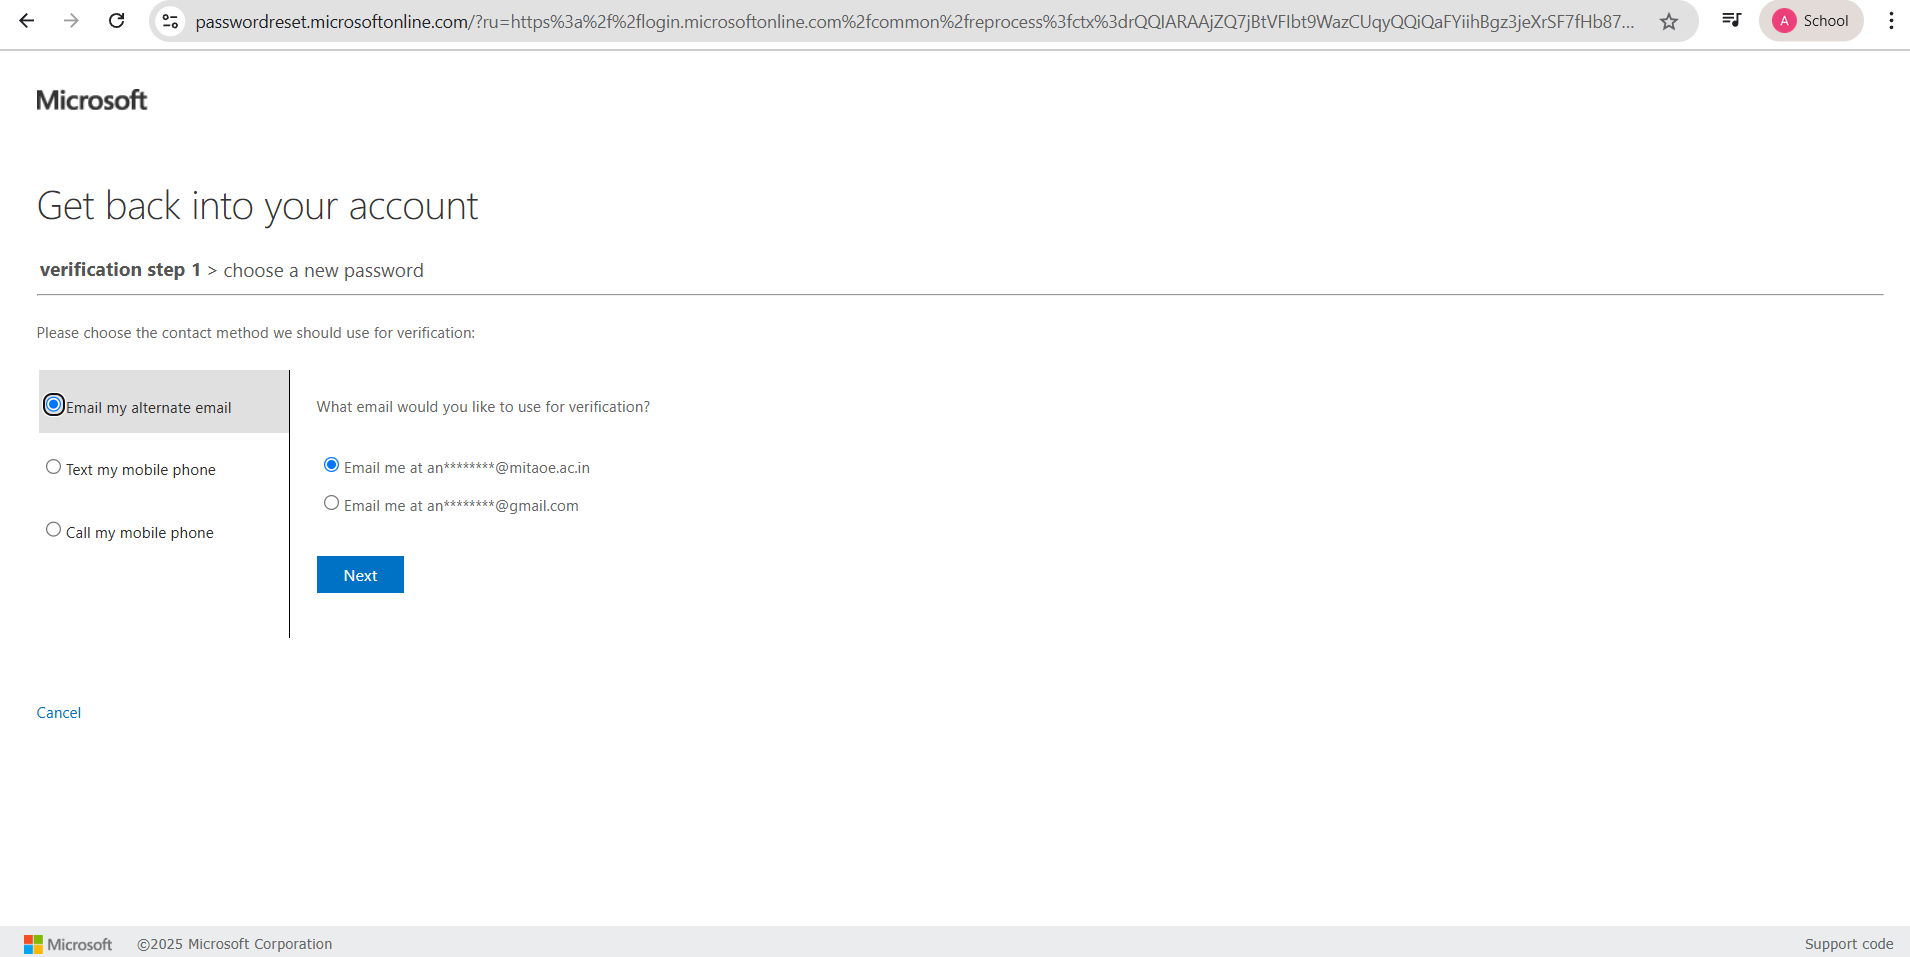 passwordreset.microsoftonline.com/?ru=https%3a%2f%2flogin.microsoftonline.com%2fcommon%2freprocess%3fctx%3drQQIARAAjZQ7jBtVFIbt9WazCUqyQQiQaFYiihBgz3jeXrSF7fHb87...
A School
Microsoft
Get back into your account
verification step 1 > choose a new password
Please choose the contact method we should use for verification:
Email my alternate email
Text my mobile phone
Call my mobile phone
What email would you like to use for verification?
Email me at an********@mitaoe.ac.in
Email me at an********@gmail.com
Next
Cancel
Microsoft ©2025 Microsoft Corporation Support code